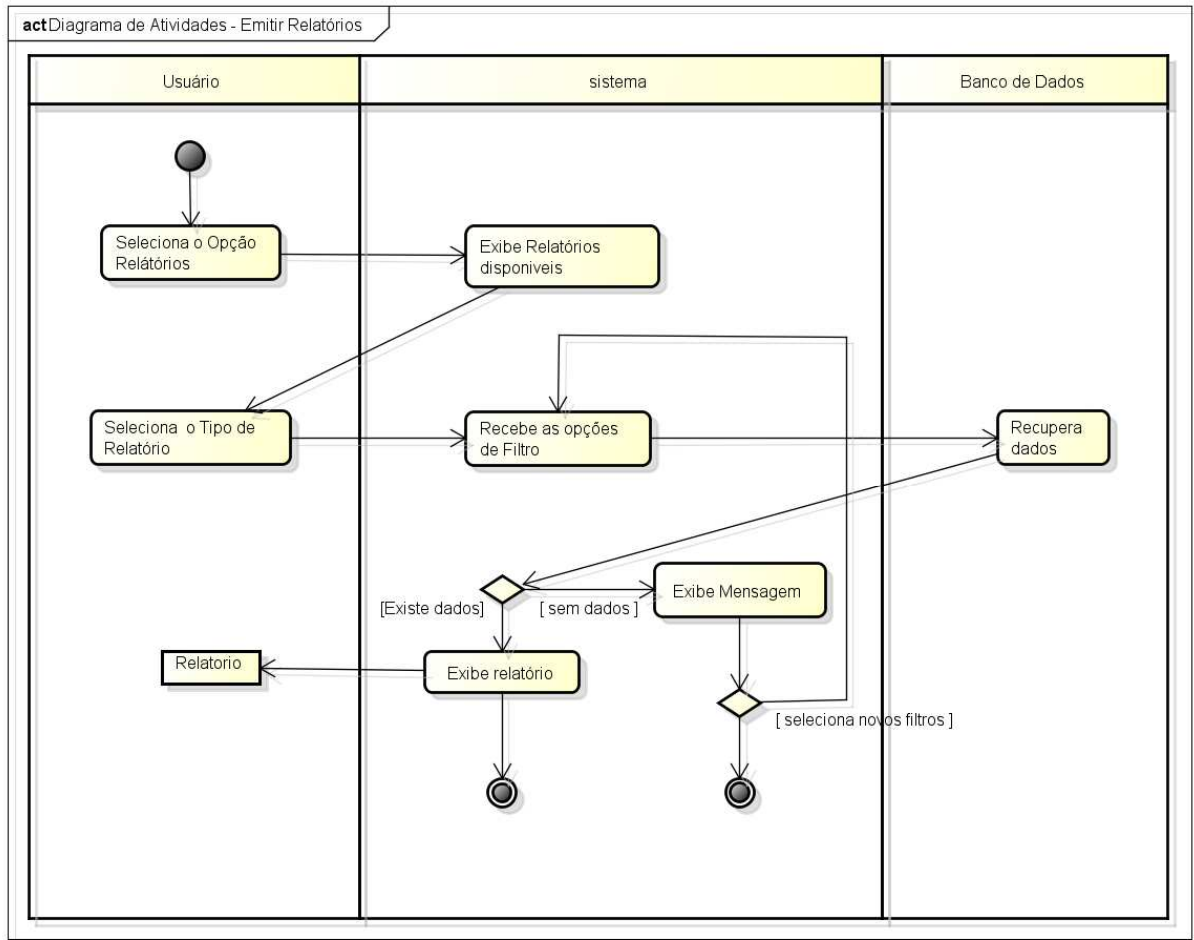 act Diagrama de Atividades - Emitir Relatórios
Usuário
sistema
Banco de Dados
Seleciona o Opção
Relátórios
Exibe Relatórios
disponiveis
Seleciona o Tipo de
Relatório
Recebe as opções
de Filtro
Recupera
dados
Exibe Mensagem
[Existe dados]
[ sem dados ]
Relatorio
Exibe relatório
[ seleciona novos filtros ]